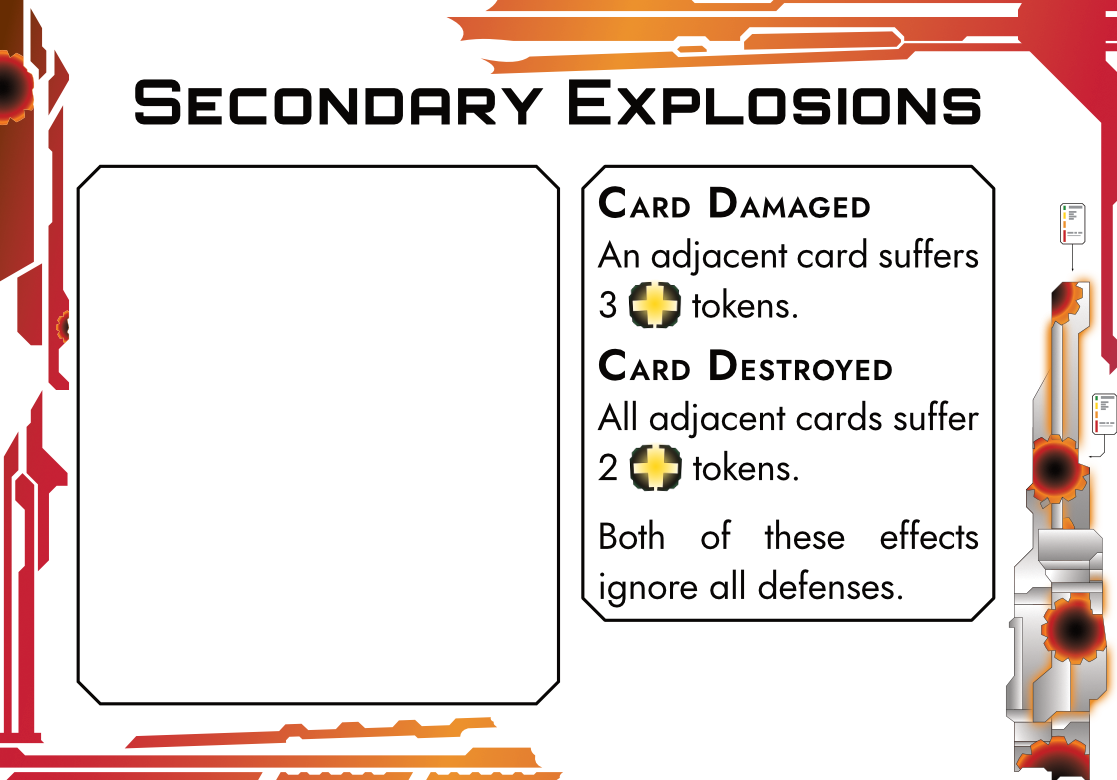 Secondary Explosions
Card Damaged
An adjacent card suffers
3 tokens.
Card Destroyed
All adjacent cards suffer
2 tokens.
Both of these effects
ignore all defenses.